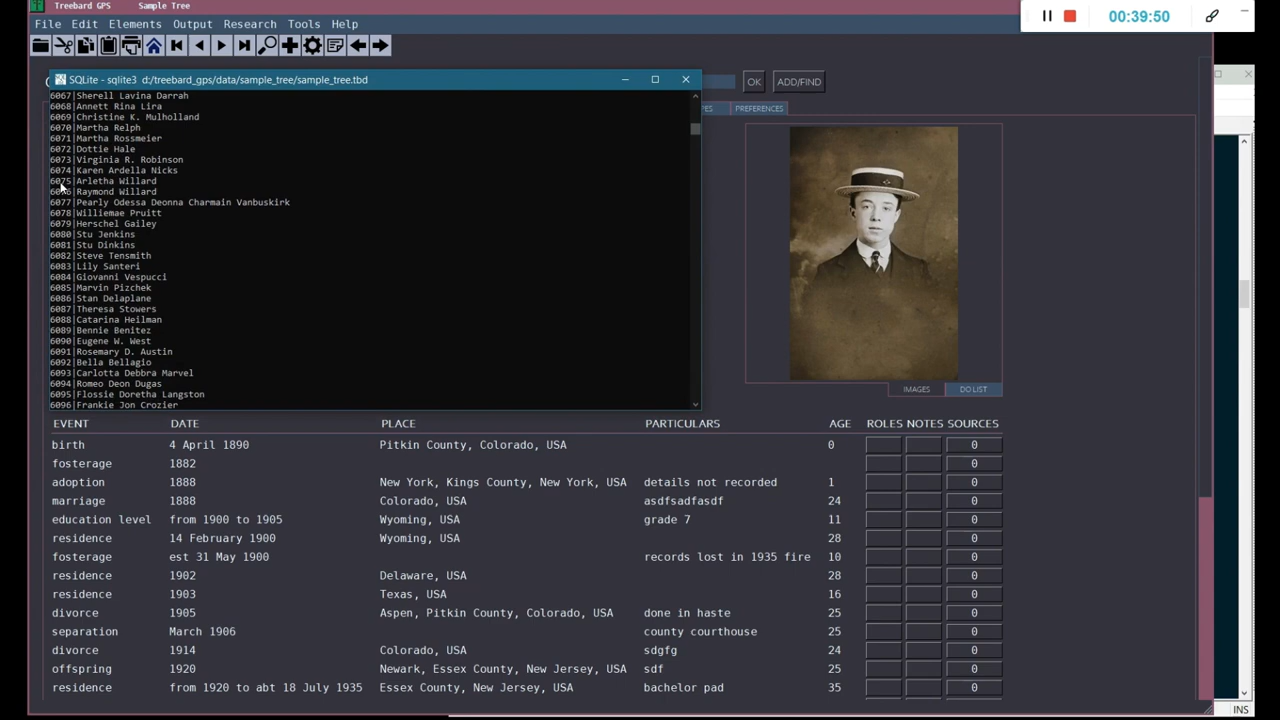 Treebard GPS Sample Tree
00:39:50
File Edit Elements Output Research Tools Help
SQLite - sqlite3 d:/treebard_gps/data/sample_tree/sample_tree.tbd
OK ADD/FIND
PREFERENCES
6067|Sherell Lavina Darrah
6068|Annett Rina Lira
6069|Christine K. Mulholland
6070|Martha Relph
6071|Martha Rossmeier
6072|Dottie Hale
6073|Virginia R. Robinson
6074|Karen Ardella Nicks
6075|Arletha Willard
6076|Raymond Willard
6077|Pearly Odessa Deonna Charmain Vanbuskirk
6078|Williemae Pruitt
6079|Herschel Gailey
6080|Stu Jenkins
6081|Stu Dinkins
6082|Steve Tensmith
6083|Lily Santeri
6084|Giovanni Vespucci
6085|Marvin Pizchek
6086|Stan Delaplane
6087|Theresa Stowers
6088|Catarina Heilman
6089|Bennie Benitez
6090|Eugene W. West
6091|Rosemary D. Austin
6092|Bella Bellagio
6093|Carlotta Debbra Marvel
6094|Romeo Deon Dugas
6095|Flossie Doretha Langston
6096|Frankie Jon Crozier
IMAGES DO LIST
EVENT DATE PLACE PARTICULARS AGE ROLES NOTES SOURCES
birth 4 April 1890 Pitkin County, Colorado, USA 0 0
fosterage 1882 0
adoption 1888 New York, Kings County, New York, USA details not recorded 1 0
marriage 1888 Colorado, USA asdfsadfasdf 24 0
education level from 1900 to 1905 Wyoming, USA grade 7 11 0
residence 14 February 1900 Wyoming, USA 28 0
fosterage est 31 May 1900 records lost in 1935 fire 10 0
residence 1902 Delaware, USA 28 0
residence 1903 Texas, USA 16 0
divorce 1905 Aspen, Pitkin County, Colorado, USA done in haste 25 0
separation March 1906 county courthouse 25 0
divorce 1914 Colorado, USA sdgfg 24 0
offspring 1920 Newark, Essex County, New Jersey, USA sdf 25 0
residence from 1920 to abt 18 July 1935 Essex County, New Jersey, USA bachelor pad 35 0
INS